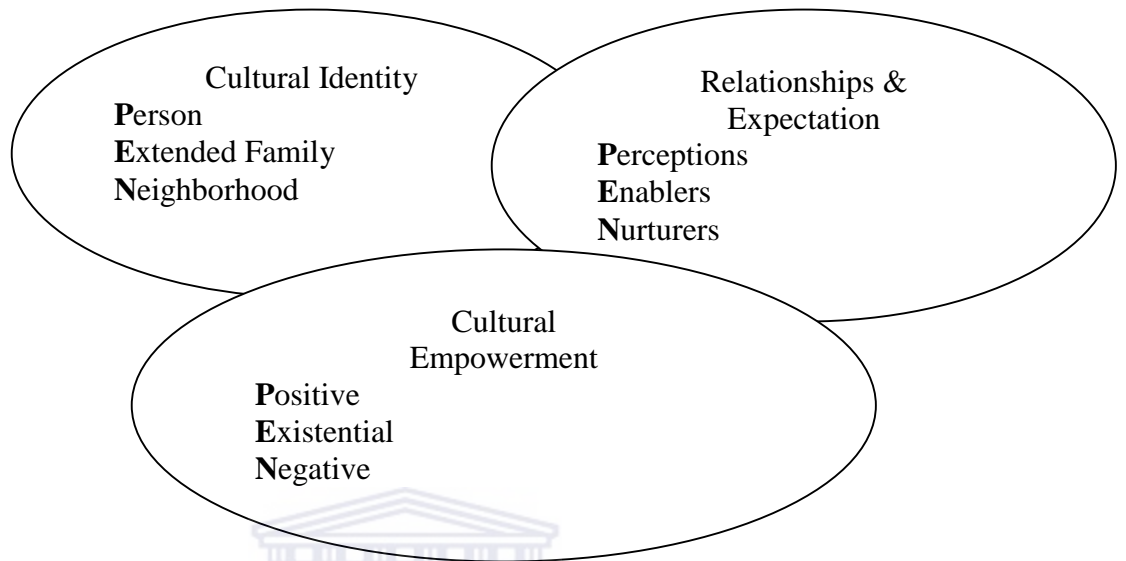 Cultural Identity
Person
Extended Family
Neighborhood
Relationships &
Expectation
Perceptions
Enablers
Nurturers
Cultural
Empowerment
Positive
Existential
Negative